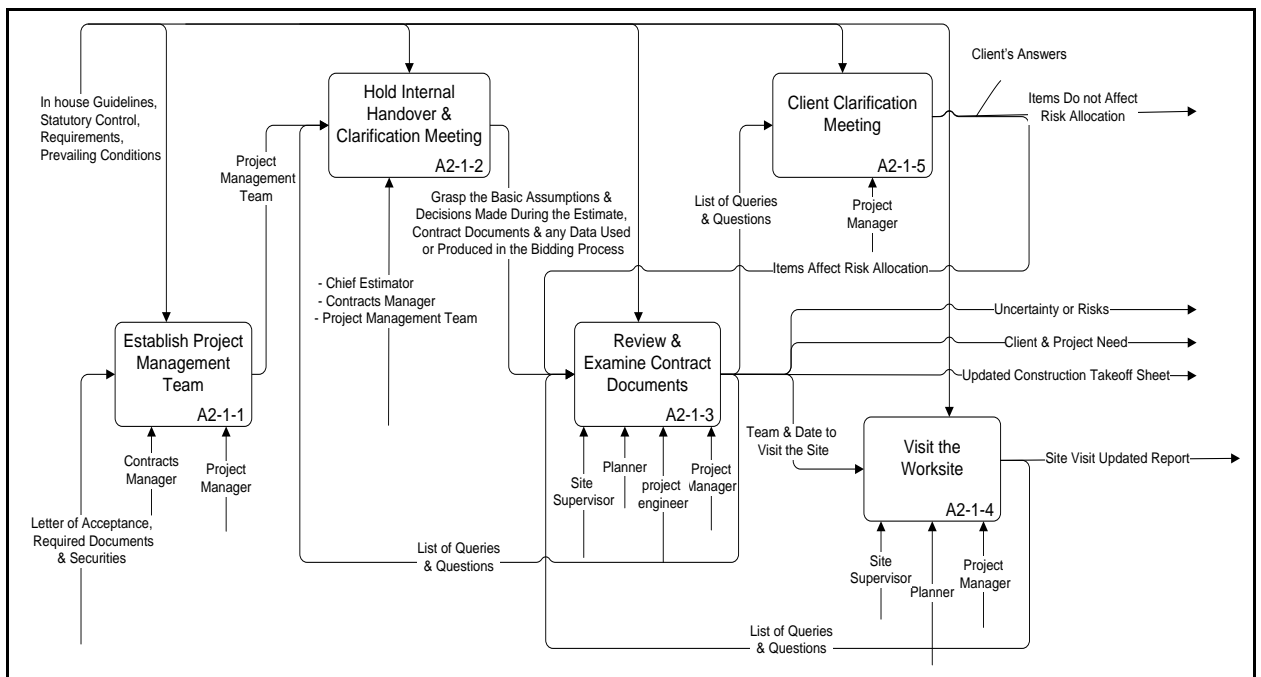 Client's Answers
In house Guidelines,
Statutory Control,
Requirements,
Prevailing Conditions
Hold Internal
Handover &
Clarification Meeting
A2-1-2
Client Clarification
Meeting
A2-1-5
Items Do not Affect
Risk Allocation
Project
Management
Team
Grasp the Basic Assumptions &
Decisions Made During the Estimate,
Contract Documents & any Data Used
or Produced in the Bidding Process
List of Queries
& Questions
Project
Manager
Items Affect Risk Allocation
- Chief Estimator
- Contracts Manager
- Project Management Team
Establish Project
Management
Team
A2-1-1
Review &
Examine Contract
Documents
A2-1-3
Uncertainty or Risks
Client & Project Need
Updated Construction Takeoff Sheet
Contracts
Manager
Project
Manager
Site
Supervisor
Planner
project
engineer
Project
Manager
Team & Date to
Visit the Site
Visit the
Worksite
A2-1-4
Site Visit Updated Report
Letter of Acceptance,
Required Documents
& Securities
List of Queries
& Questions
Site
Supervisor
Planner
Project
Manager
List of Queries
& Questions